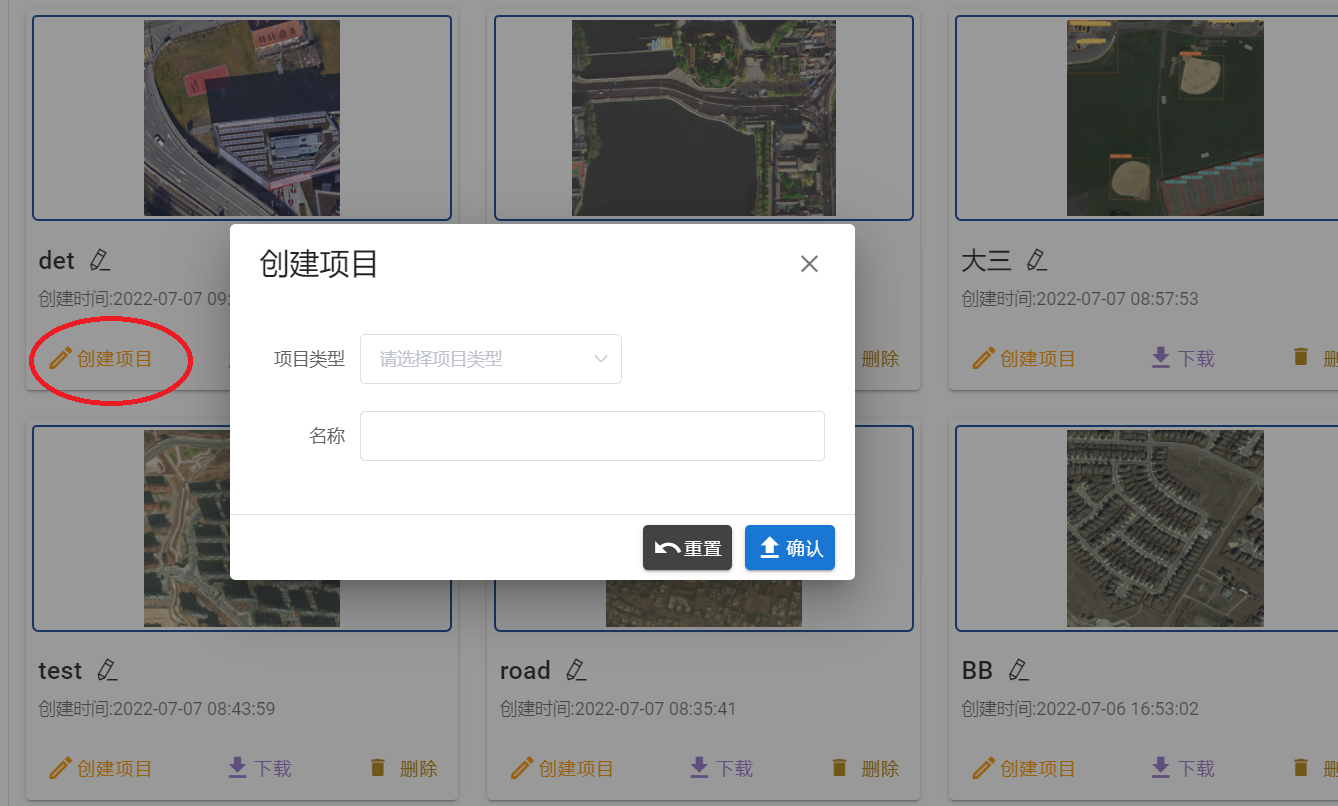 det
创建时间:2022-07-07 09:
创建项目
大三
创建时间:2022-07-07 08:57:53
创建项目
下载
删除
创建项目
项目类型
请选择项目类型
名称
重置
确认
删除
test
创建时间:2022-07-07 08:43:59
创建项目
下载
删除
road
创建时间:2022-07-07 08:35:41
创建项目
下载
删除
BB
创建时间:2022-07-06 16:53:02
创建项目
下载